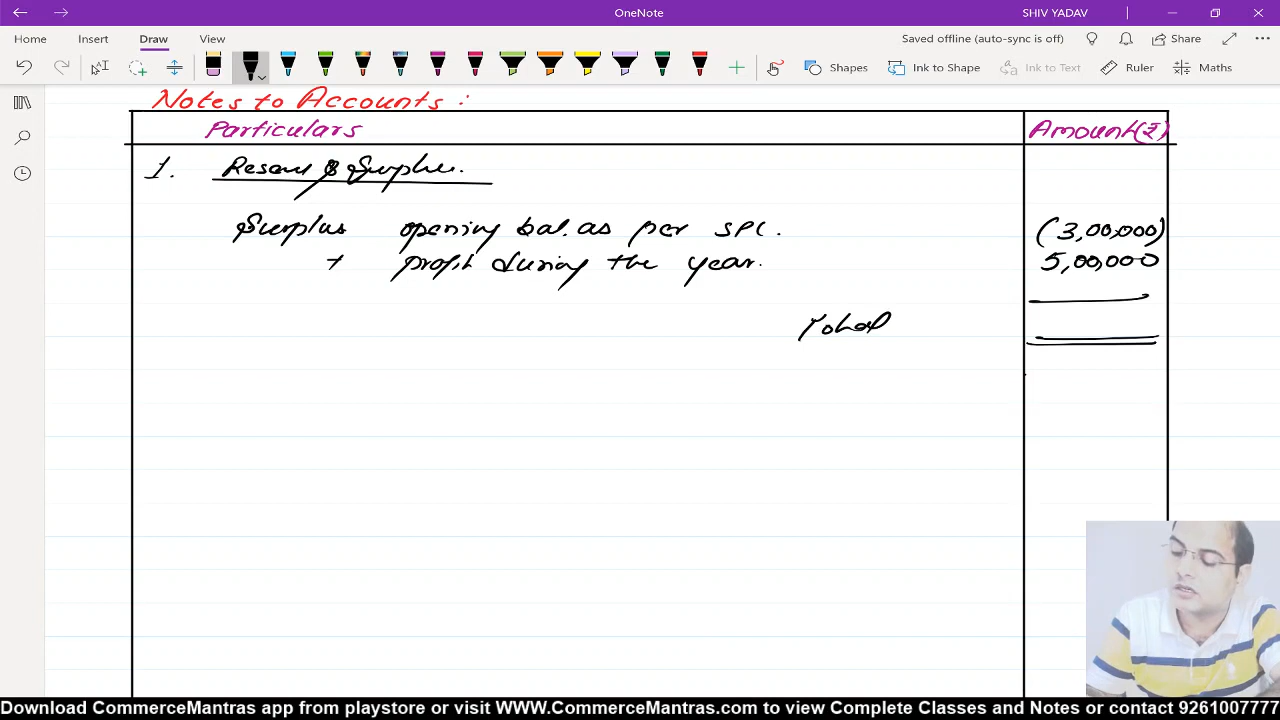 OneNote
SHIV YADAV
Home Insert Draw View
Saved offline (auto-sync is off) Share
Shapes Ink to Shape Ink to Text Ruler Maths
Notes to Accounts :
Particulars Amount(₹)
1. Reserve & Surplus.
Surplus opening bal. as per SPL. (3,00,000)
+ profit during the year. 5,00,000
Total
Download CommerceMantras app from playstore or visit WWW.CommerceMantras.com to view Complete Classes and Notes or contact 9261007777